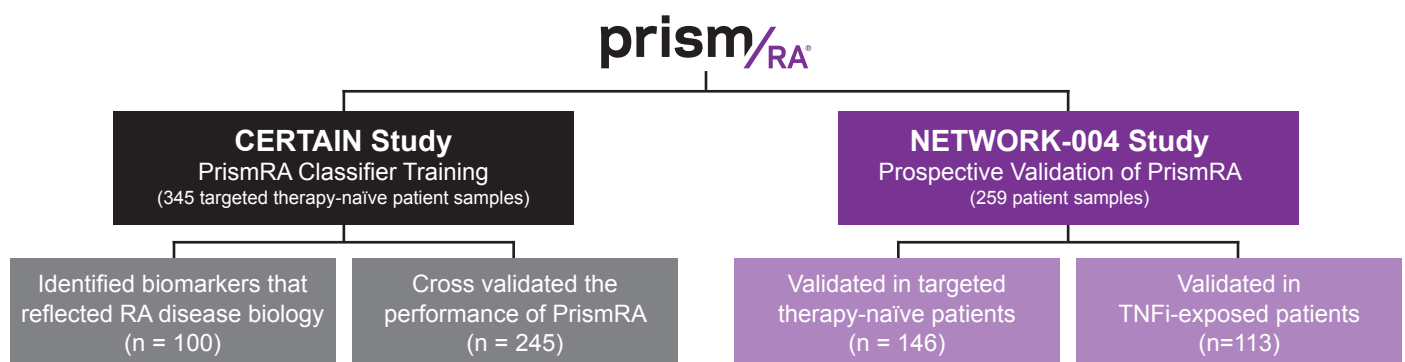 prism/RA®
CERTAIN Study
PrismRA Classifier Training
(345 targeted therapy-naïve patient samples)
NETWORK-004 Study
Prospective Validation of PrismRA
(259 patient samples)
Identified biomarkers that
reflected RA disease biology
(n = 100)
Cross validated the
performance of PrismRA
(n = 245)
Validated in targeted
therapy-naïve patients
(n = 146)
Validated in
TNFi-exposed patients
(n=113)